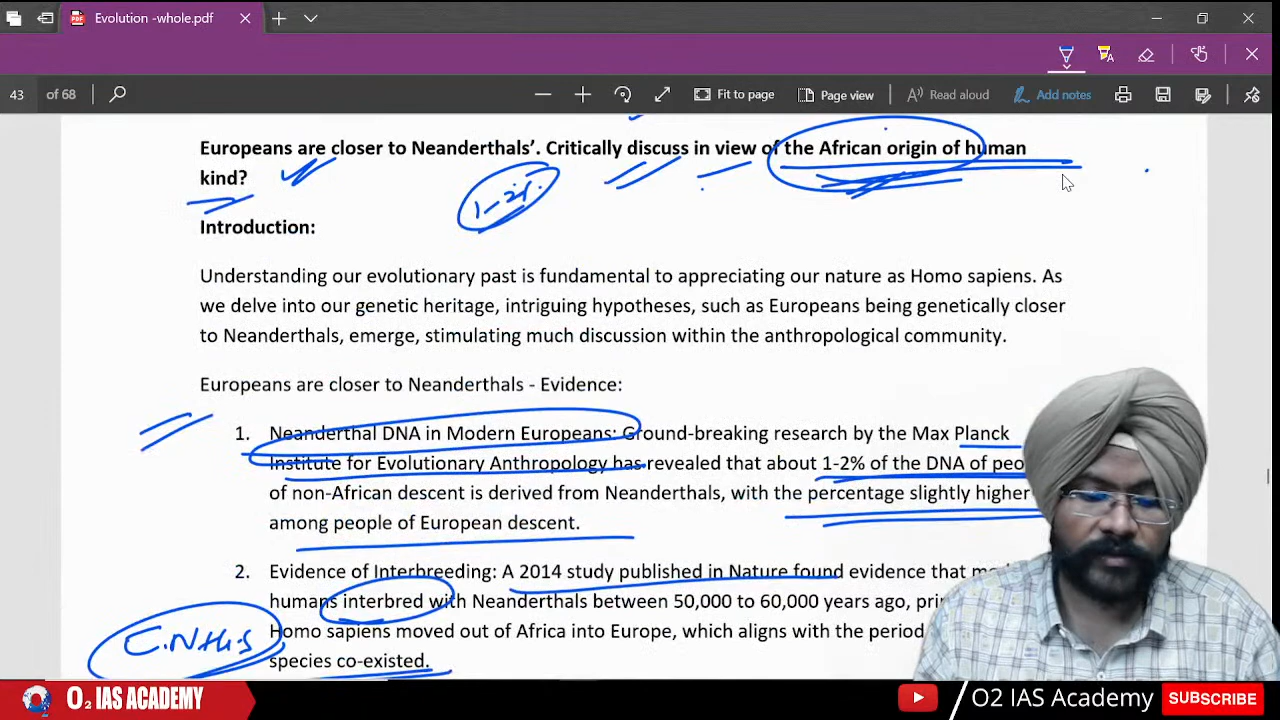 Evolution -whole.pdf
43 of 68 Fit to page Page view Read aloud Add notes
Europeans are closer to Neanderthals'. Critically discuss in view of the African origin of human
kind?
1-2%.
Introduction:
Understanding our evolutionary past is fundamental to appreciating our nature as Homo sapiens. As
we delve into our genetic heritage, intriguing hypotheses, such as Europeans being genetically closer
to Neanderthals, emerge, stimulating much discussion within the anthropological community.
Europeans are closer to Neanderthals - Evidence:
1. Neanderthal DNA in Modern Europeans: Ground-breaking research by the Max Planck
Institute for Evolutionary Anthropology has revealed that about 1-2% of the DNA of
of non-African descent is derived from Neanderthals, with the percentage slightly higher
among people of European descent.
2. Evidence of Interbreeding: A 2014 study published in Nature found evidence that
humans interbred with Neanderthals between 50,000 to 60,000 years ago,
Homo sapiens moved out of Africa into Europe, which aligns with the period
species co-existed.
O2 IAS ACADEMY
O2 IAS Academy SUBSCRIBE